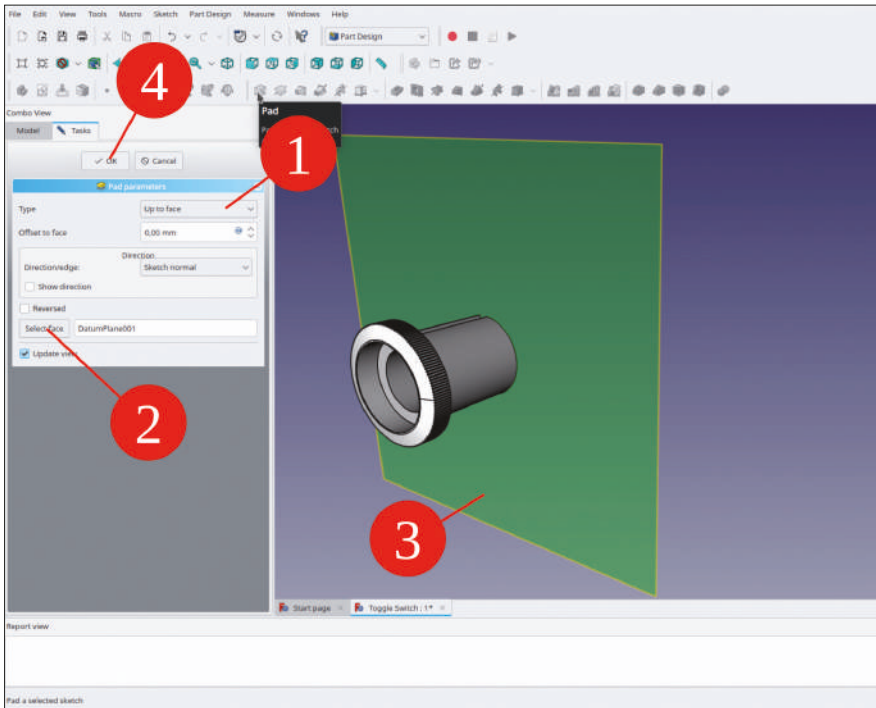 File Edit View Tools Macro Sketch Part Design Measure Windows Help
Part Design
4
Combo View
Pad
Model Tasks
1
OK Cancel
Pad parameters
Type Up to face
Offset to face 0,00 mm
Direction
Direction/edge: Sketch normal
Show direction
Reversed
Select face DatumPlane001
Update view
2
3
Start page Toggle Switch : 1*
Report view
Pad a selected sketch